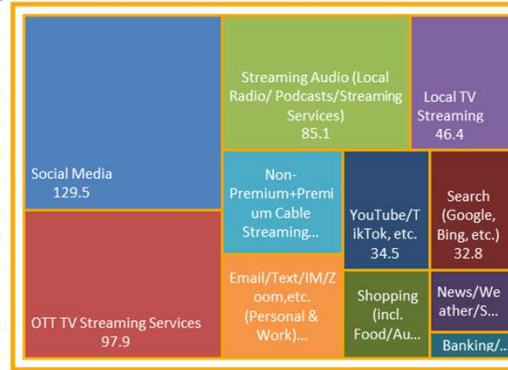 Social Media
129.5
OTT TV Streaming Services
97.9
Streaming Audio (Local
Radio/ Podcasts/Streaming
Services)
85.1
Local TV
Streaming
46.4
Non-
Premium+Premi
um Cable
Streaming...
Email/Text/IM/Z
oom,etc.
(Personal &
Work)...
YouTube/T
ikTok, etc.
34.5
Search
(Google,
Bing, etc.)
32.8
Shopping
(incl.
Food/Au...
News/We
ather/S...
Banking/...